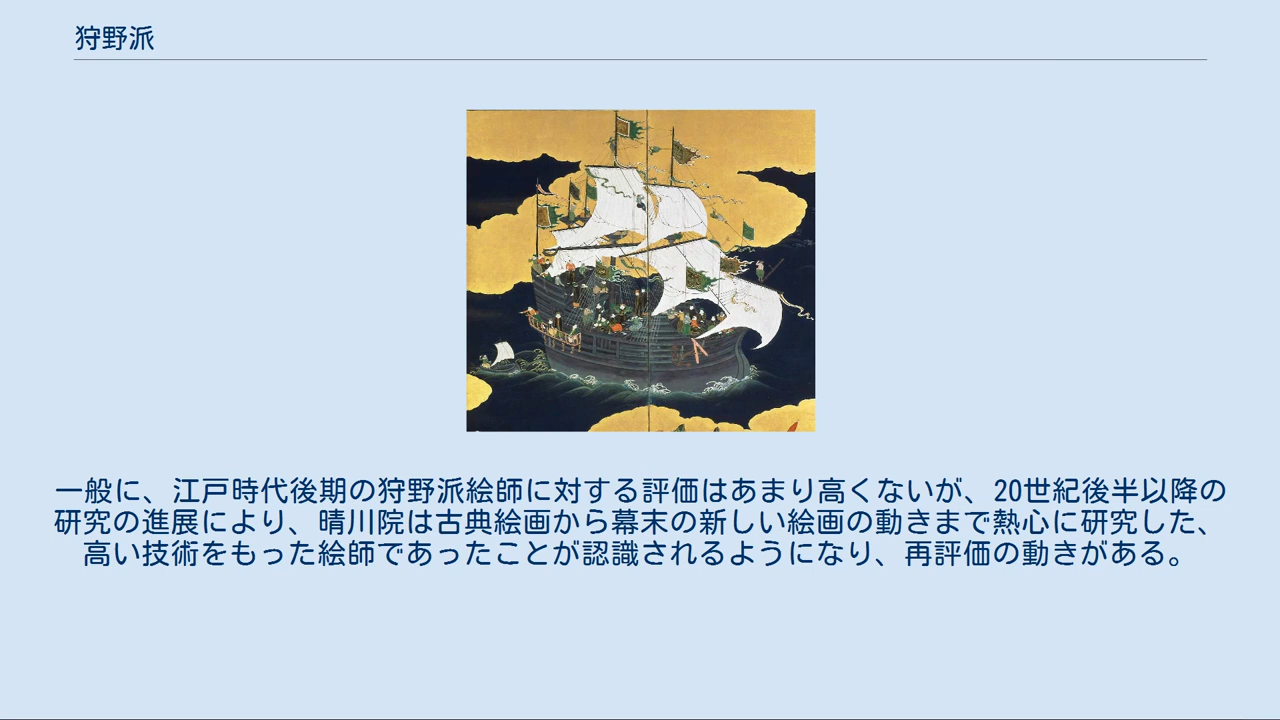 狩野派
一般に、江戸時代後期の狩野派絵師に対する評価はあまり高くないが、20世紀後半以降の
研究の進展により、晴川院は古典絵画から幕末の新しい絵画の動きまで熱心に研究した、
高い技術をもった絵師であったことが認識されるようになり、再評価の動きがある。